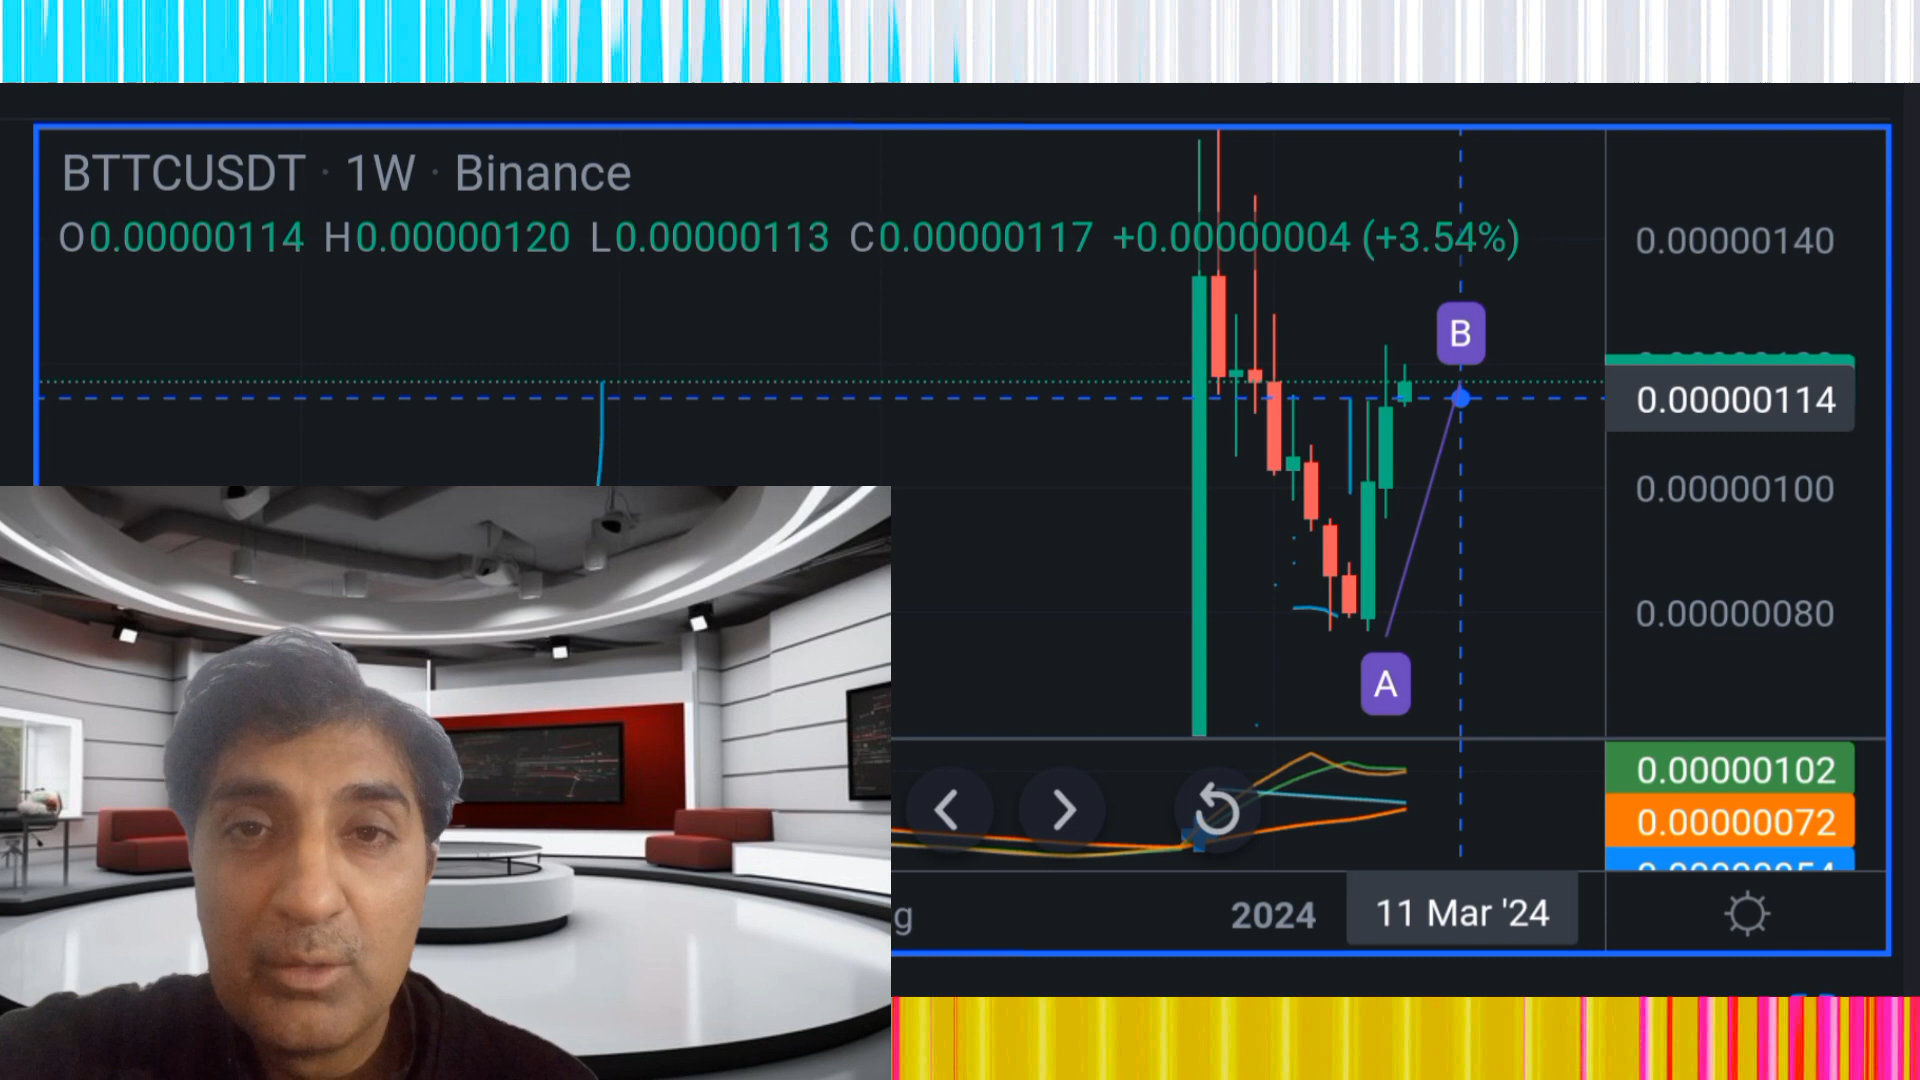 BTTCUSDT · 1W · Binance
O0.00000114 H0.00000120 L0.00000113 C0.00000117 +0.00000004 (+3.54%)
0.00000140
B
0.00000114
0.00000100
0.00000080
A
0.00000102
0.00000072
g
2024
11 Mar '24